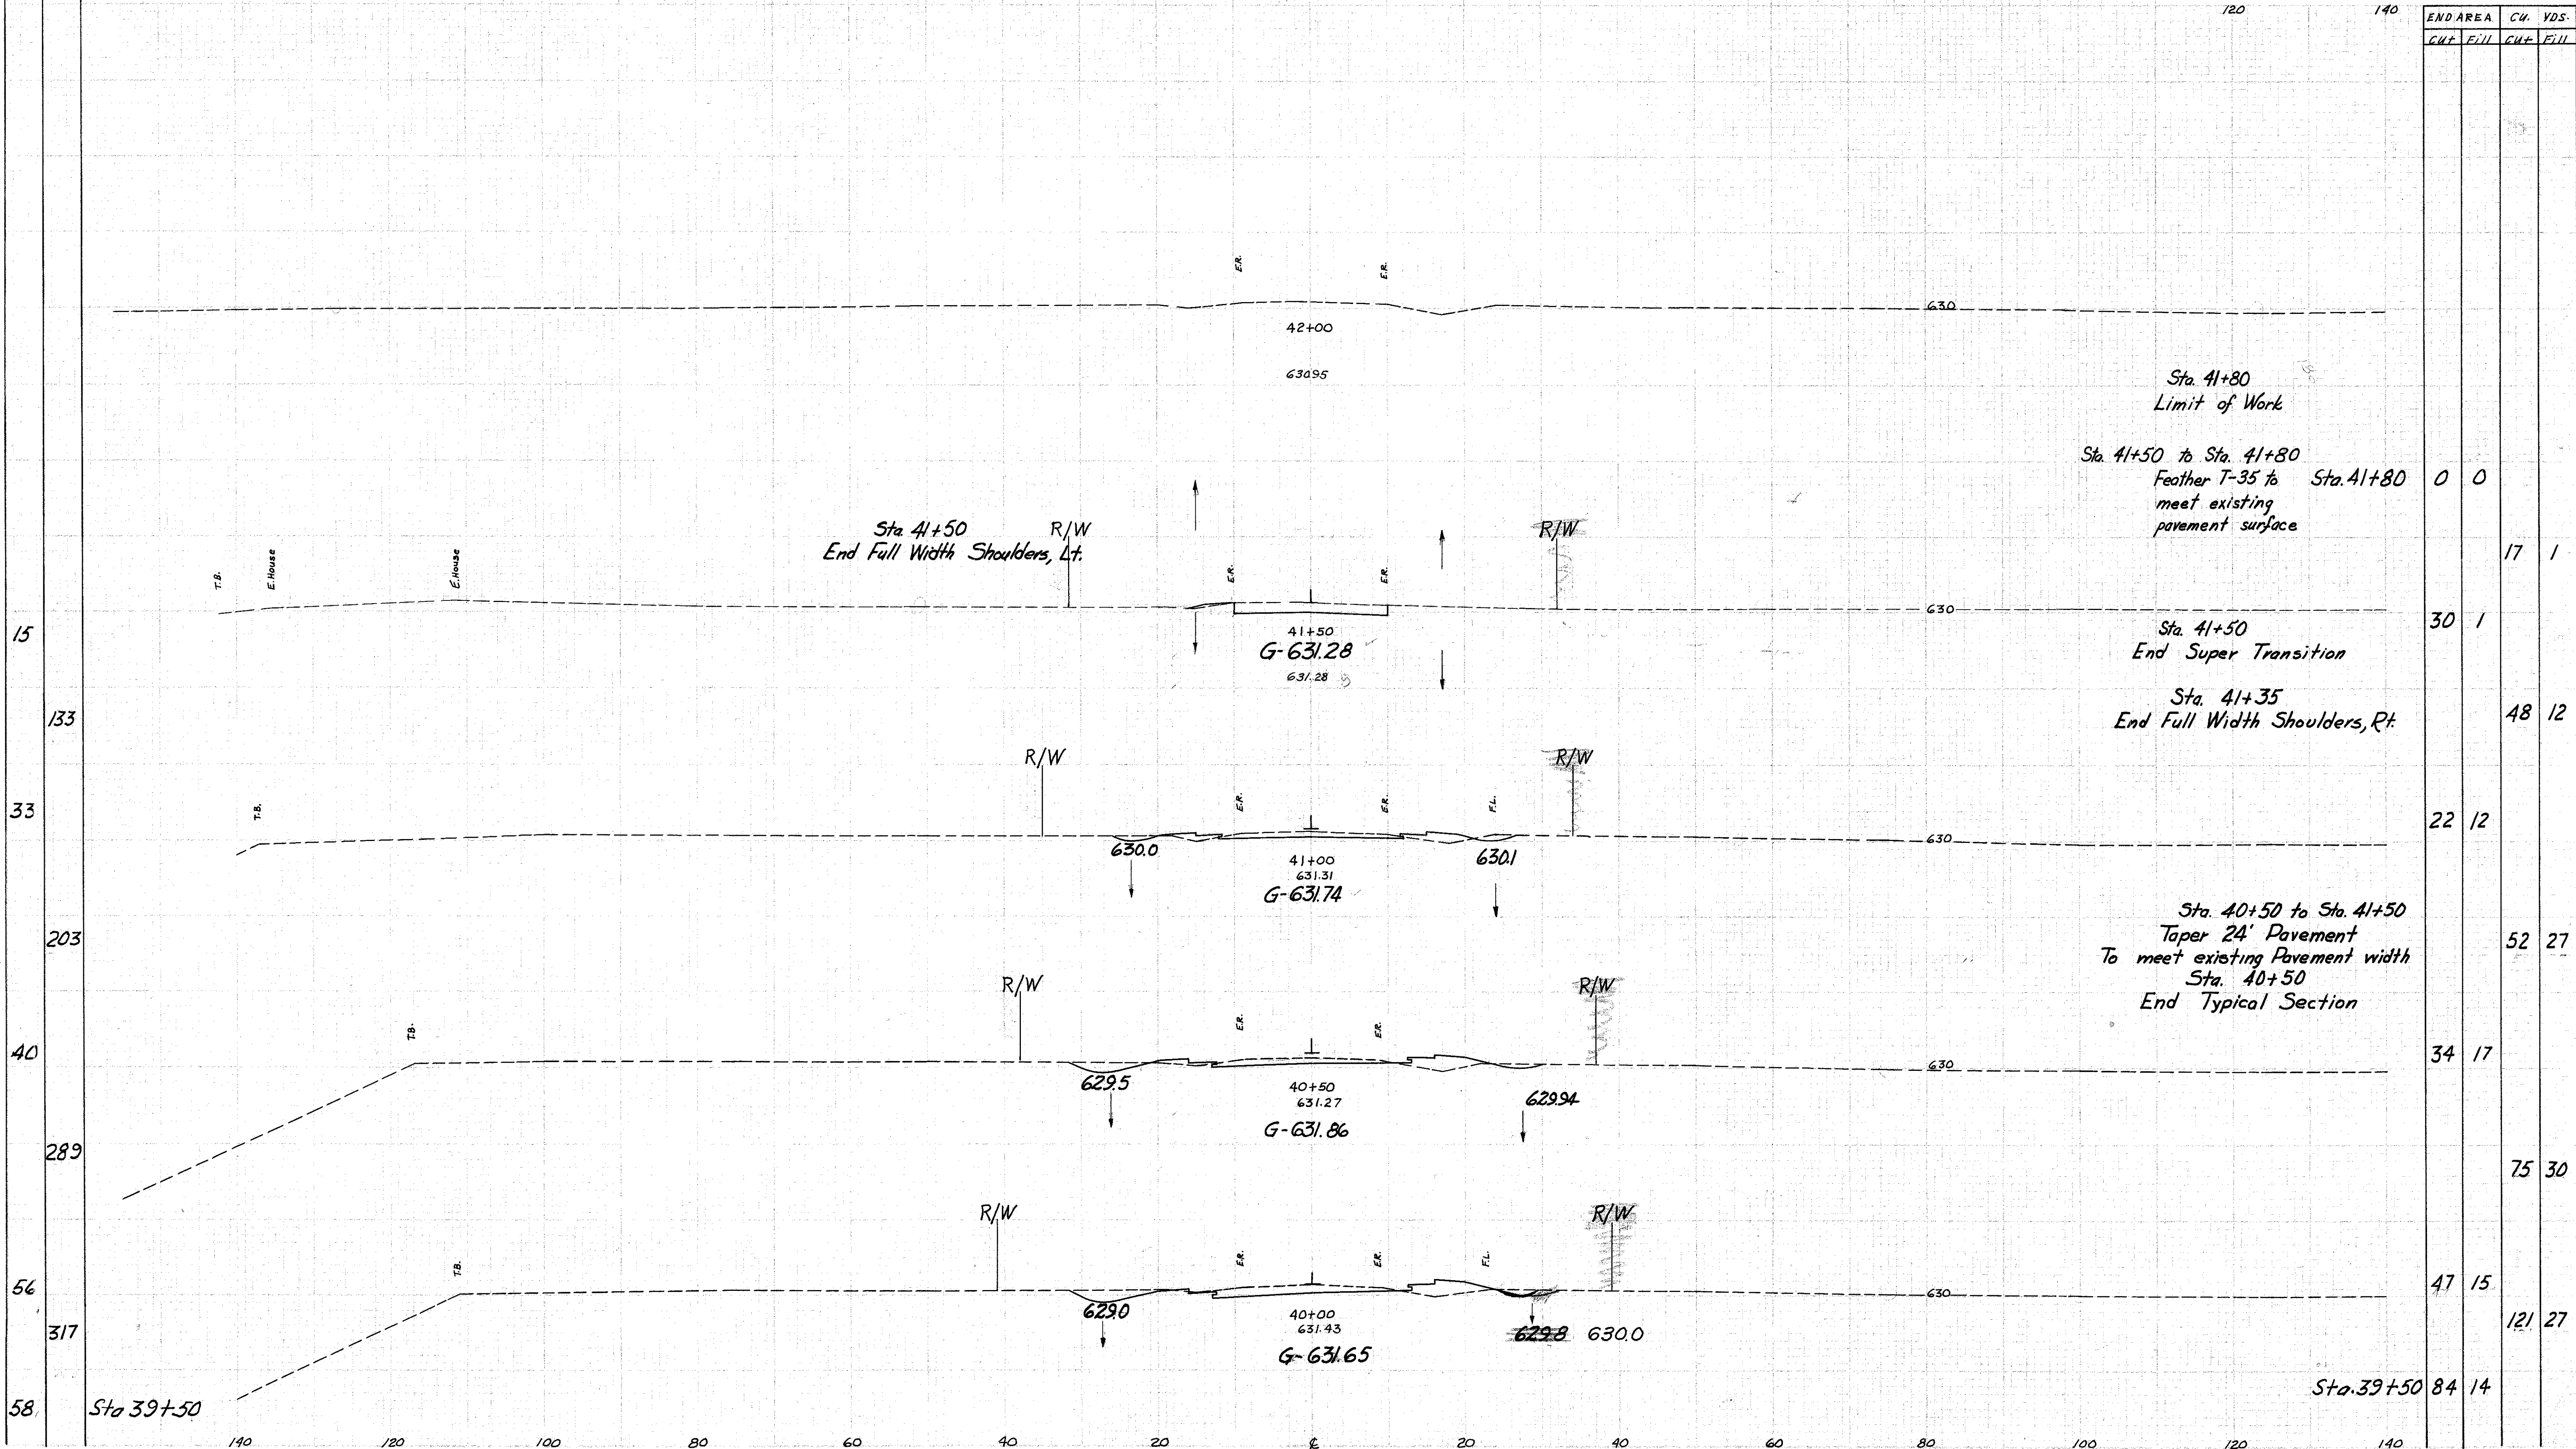 120 140
END AREA CU. YDS.
Cut Fill Cut Fill
E.R. E.R.
630
42+00
630.95
Sta. 41+80
Limit of Work
Sta. 41+50 to Sta. 41+80
Feather T-35 to Sta. 41+80 0 0
meet existing
pavement surface
Sta. 41+50 R/W R/W
End Full Width Shoulders, Lt.
17 1
T.B. E.House E.House E.R. E.R.
630
15
30 1
41+50
G-631.28
631.28
Sta. 41+50
End Super Transition
Sta. 41+35
End Full Width Shoulders, Rt.
133
48 12
R/W R/W
T.B. E.R. E.R. F.L.
33
22 12
630
630.0 630.1
41+00
631.31
G-631.74
Sta. 40+50 to Sta. 41+50
Taper 24' Pavement
To meet existing Pavement width
Sta. 40+50
End Typical Section
203
52 27
R/W R/W
T.B. E.R. E.R.
40
34 17
630
629.5 629.94
40+50
631.27
G-631.86
289
75 30
R/W R/W
T.B. E.R. E.R. F.L.
56
47 15
630
629.0 629.8 630.0
40+00
631.43
G-631.65
317
121 27
58 Sta 39+50
Sta. 39+50 84 14
140 120 100 80 60 40 20 ℄ 20 40 60 80 100 120 140